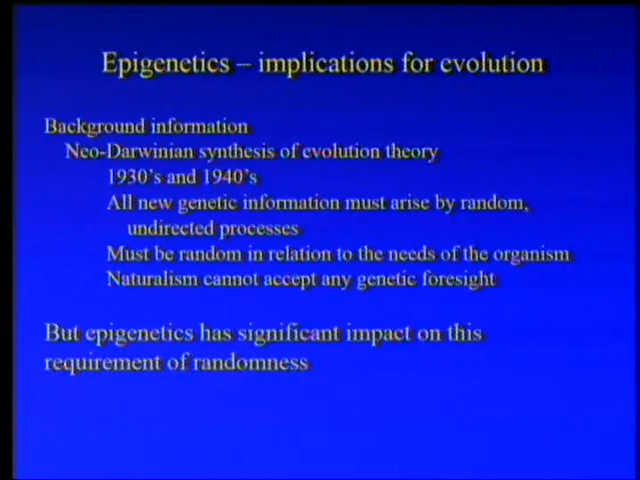 Epigenetics – implications for evolution
Background information
Neo-Darwinian synthesis of evolution theory
1930's and 1940's
All new genetic information must arise by random,
undirected processes
Must be random in relation to the needs of the organism
Naturalism cannot accept any genetic foresight
But epigenetics has significant impact on this
requirement of randomness